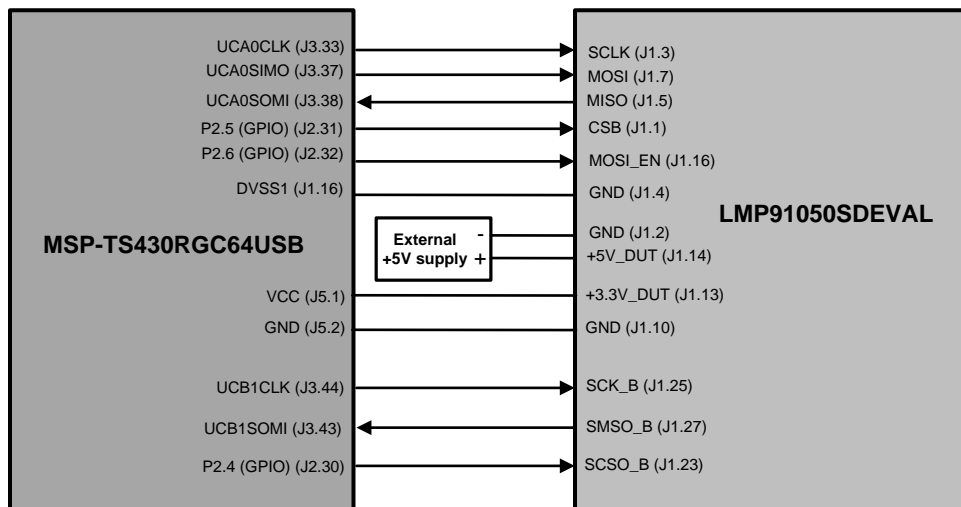 UCA0CLK (J3.33)
SCLK (J1.3)
UCA0SIMO (J3.37)
MOSI (J1.7)
UCA0SOMI (J3.38)
MISO (J1.5)
P2.5 (GPIO) (J2.31)
CSB (J1.1)
P2.6 (GPIO) (J2.32)
MOSI_EN (J1.16)
DVSS1 (J1.16)
GND (J1.4)
LMP91050SDEVAL
MSP-TS430RGC64USB
External -
+5V supply +
GND (J1.2)
+5V_DUT (J1.14)
VCC (J5.1)
+3.3V_DUT (J1.13)
GND (J5.2)
GND (J1.10)
UCB1CLK (J3.44)
SCK_B (J1.25)
UCB1SOMI (J3.43)
SMSO_B (J1.27)
P2.4 (GPIO) (J2.30)
SCSO_B (J1.23)